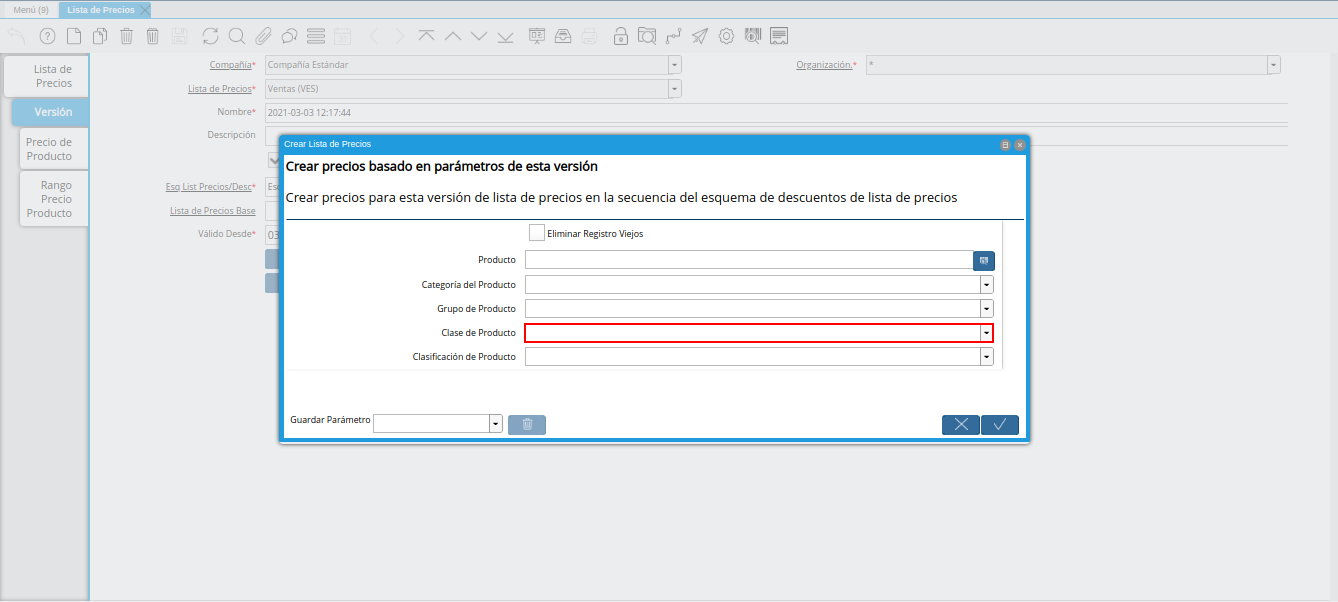 Menú (9)
Lista de Precios
Lista de
Precios
Versión
Precio de
Producto
Rango
Precio
Producto
Compañía*
Compañía Estándar
Organización.*
*
Lista de Precios*
Ventas (VES)
Nombre*
2021-03-03 12:17:44
Descripción
Esq List Precios/Desc*
Lista de Precios Base
Válido Desde*
03
Crear Lista de Precios
Crear precios basado en parámetros de esta versión
Crear precios para esta versión de lista de precios en la secuencia del esquema de descuentos de lista de precios
Eliminar Registro Viejos
Producto
Categoría del Producto
Grupo de Producto
Clase de Producto
Clasificación de Producto
Guardar Parámetro